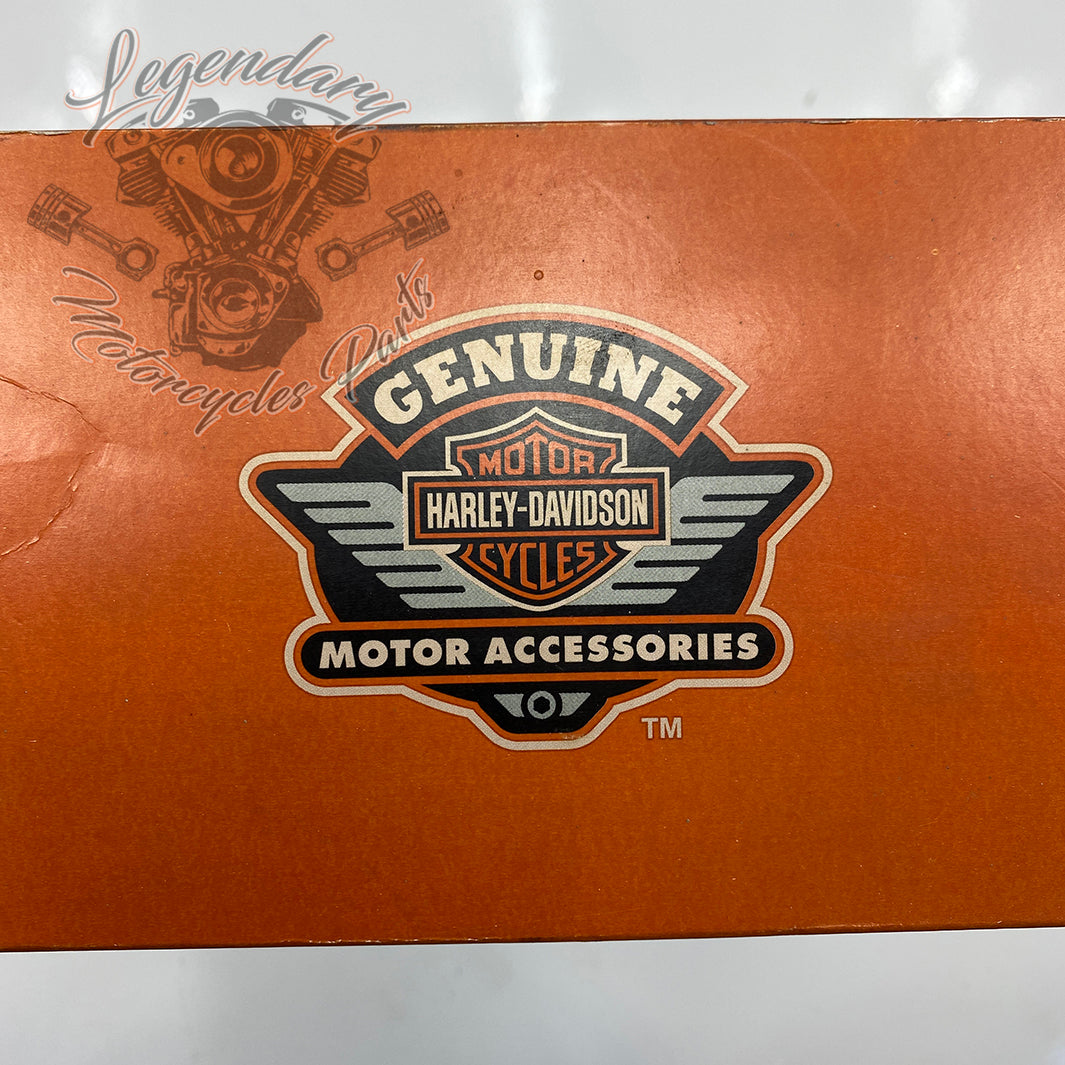 Legendary
Motorcycles Parts
GENUINE
MOTOR
HARLEY-DAVIDSON
CYCLES
MOTOR ACCESSORIES
TM